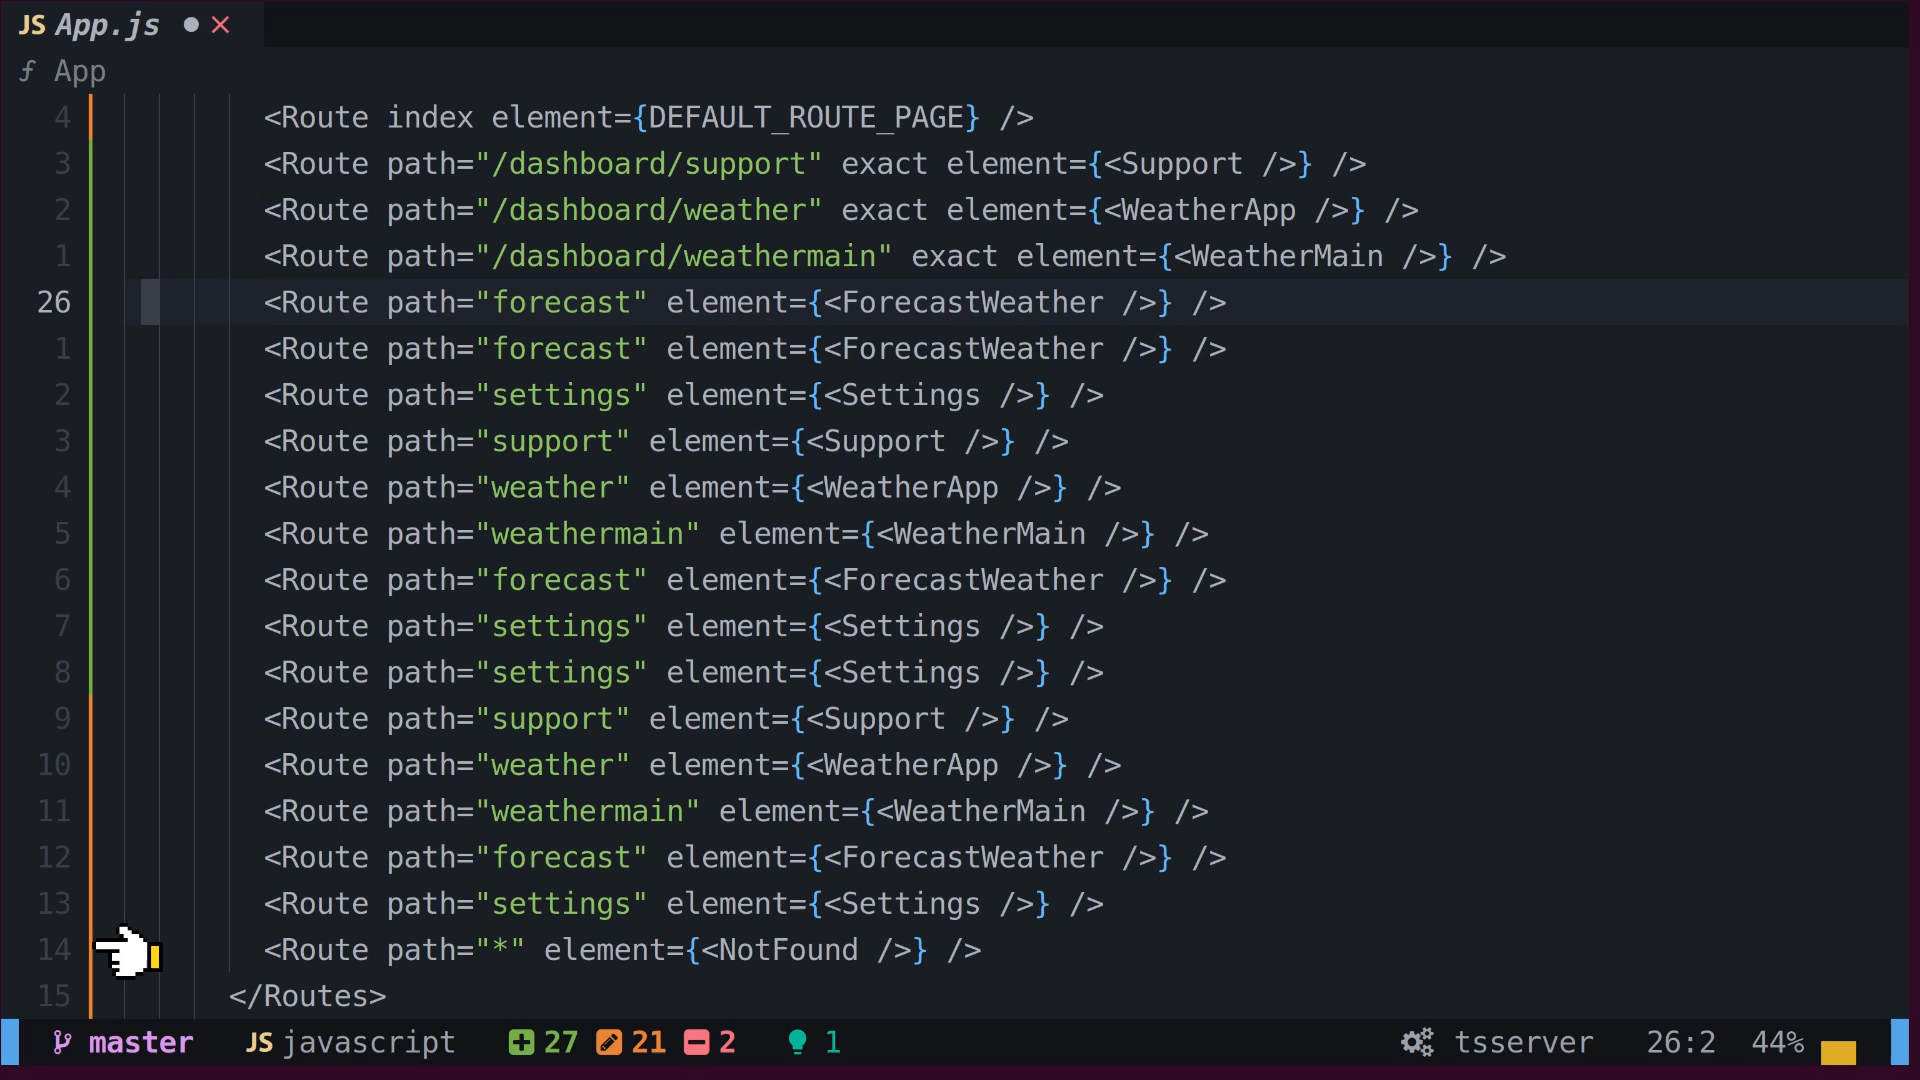 JS App.js
App
4 <Route index element={DEFAULT_ROUTE_PAGE} />
3 <Route path="/dashboard/support" exact element={<Support />} />
2 <Route path="/dashboard/weather" exact element={<WeatherApp />} />
1 <Route path="/dashboard/weathermain" exact element={<WeatherMain />} />
26 <Route path="forecast" element={<ForecastWeather />} />
1 <Route path="forecast" element={<ForecastWeather />} />
2 <Route path="settings" element={<Settings />} />
3 <Route path="support" element={<Support />} />
4 <Route path="weather" element={<WeatherApp />} />
5 <Route path="weathermain" element={<WeatherMain />} />
6 <Route path="forecast" element={<ForecastWeather />} />
7 <Route path="settings" element={<Settings />} />
8 <Route path="settings" element={<Settings />} />
9 <Route path="support" element={<Support />} />
10 <Route path="weather" element={<WeatherApp />} />
11 <Route path="weathermain" element={<WeatherMain />} />
12 <Route path="forecast" element={<ForecastWeather />} />
13 <Route path="settings" element={<Settings />} />
14 <Route path="*" element={<NotFound />} />
15 </Routes>
master JS javascript 27 21 2 1 tsserver 26:2 44%